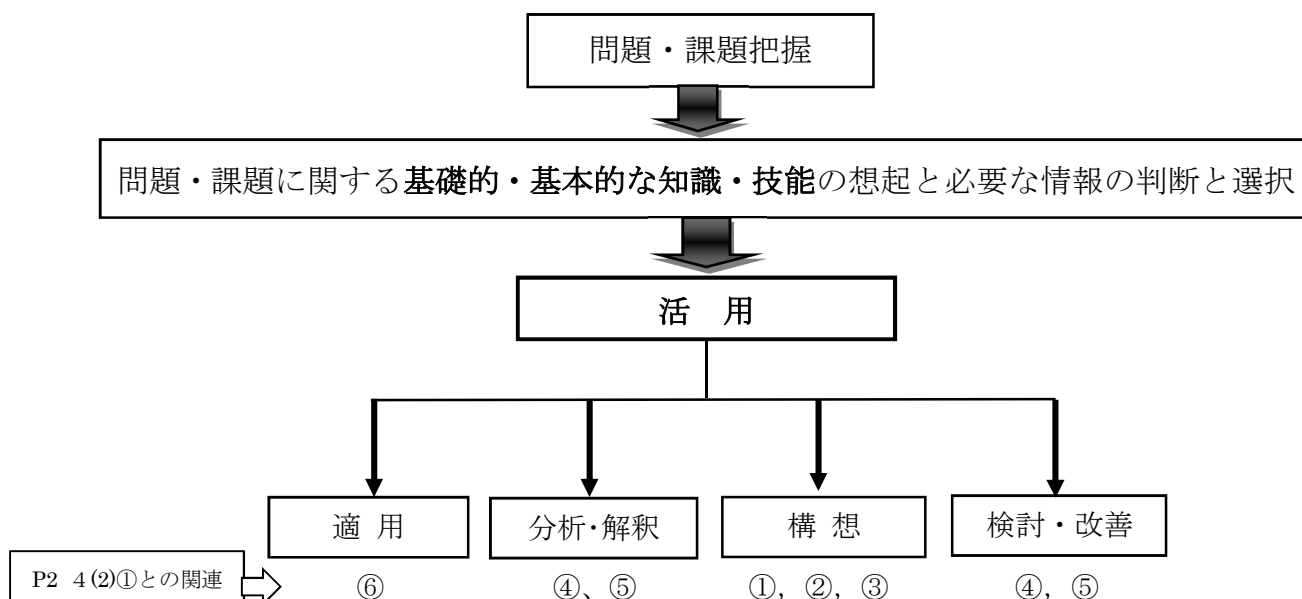 問題・課題把握
問題・課題に関する基礎的・基本的な知識・技能の想起と必要な情報の判断と選択
活 用
適 用
分析・解釈
構 想
検討・改善
P2 4(2)①との関連
⑥
④、⑤
①, ②, ③
④, ⑤